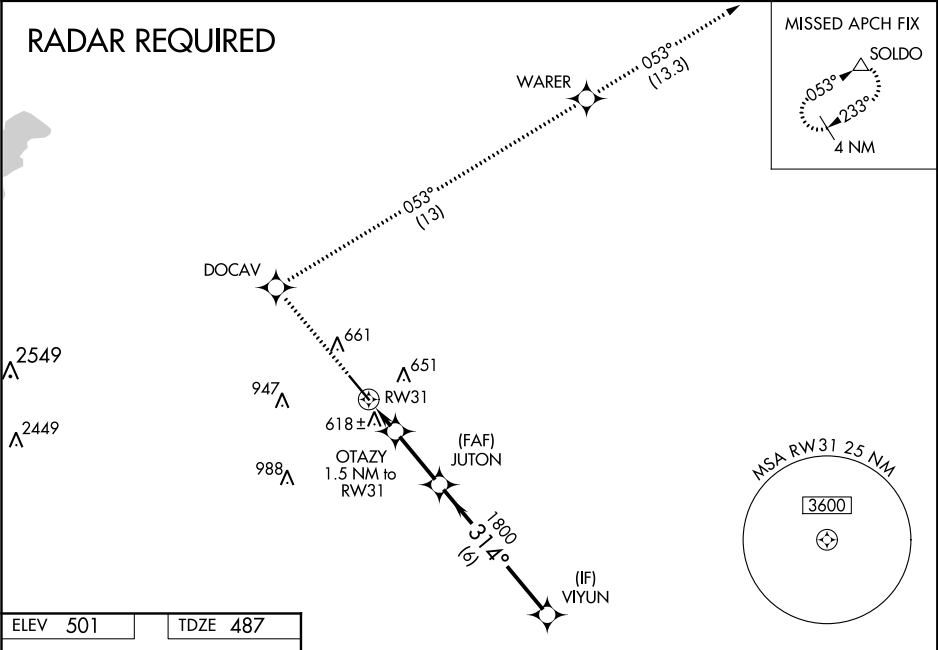 RADAR REQUIRED
MISSED APCH FIX
SOLDO
053°
233°
4 NM
053°
(13.3)
WARER
053°
(13)
DOCAV
661
651
2549
947
RW31
618±
2449
OTAZY
1.5 NM to
RW31
(FAF)
JUTON
988
MSA RW31 25 NM
3600
1800
314°
(6)
(IF)
VIYUN
ELEV 501
TDZE 487